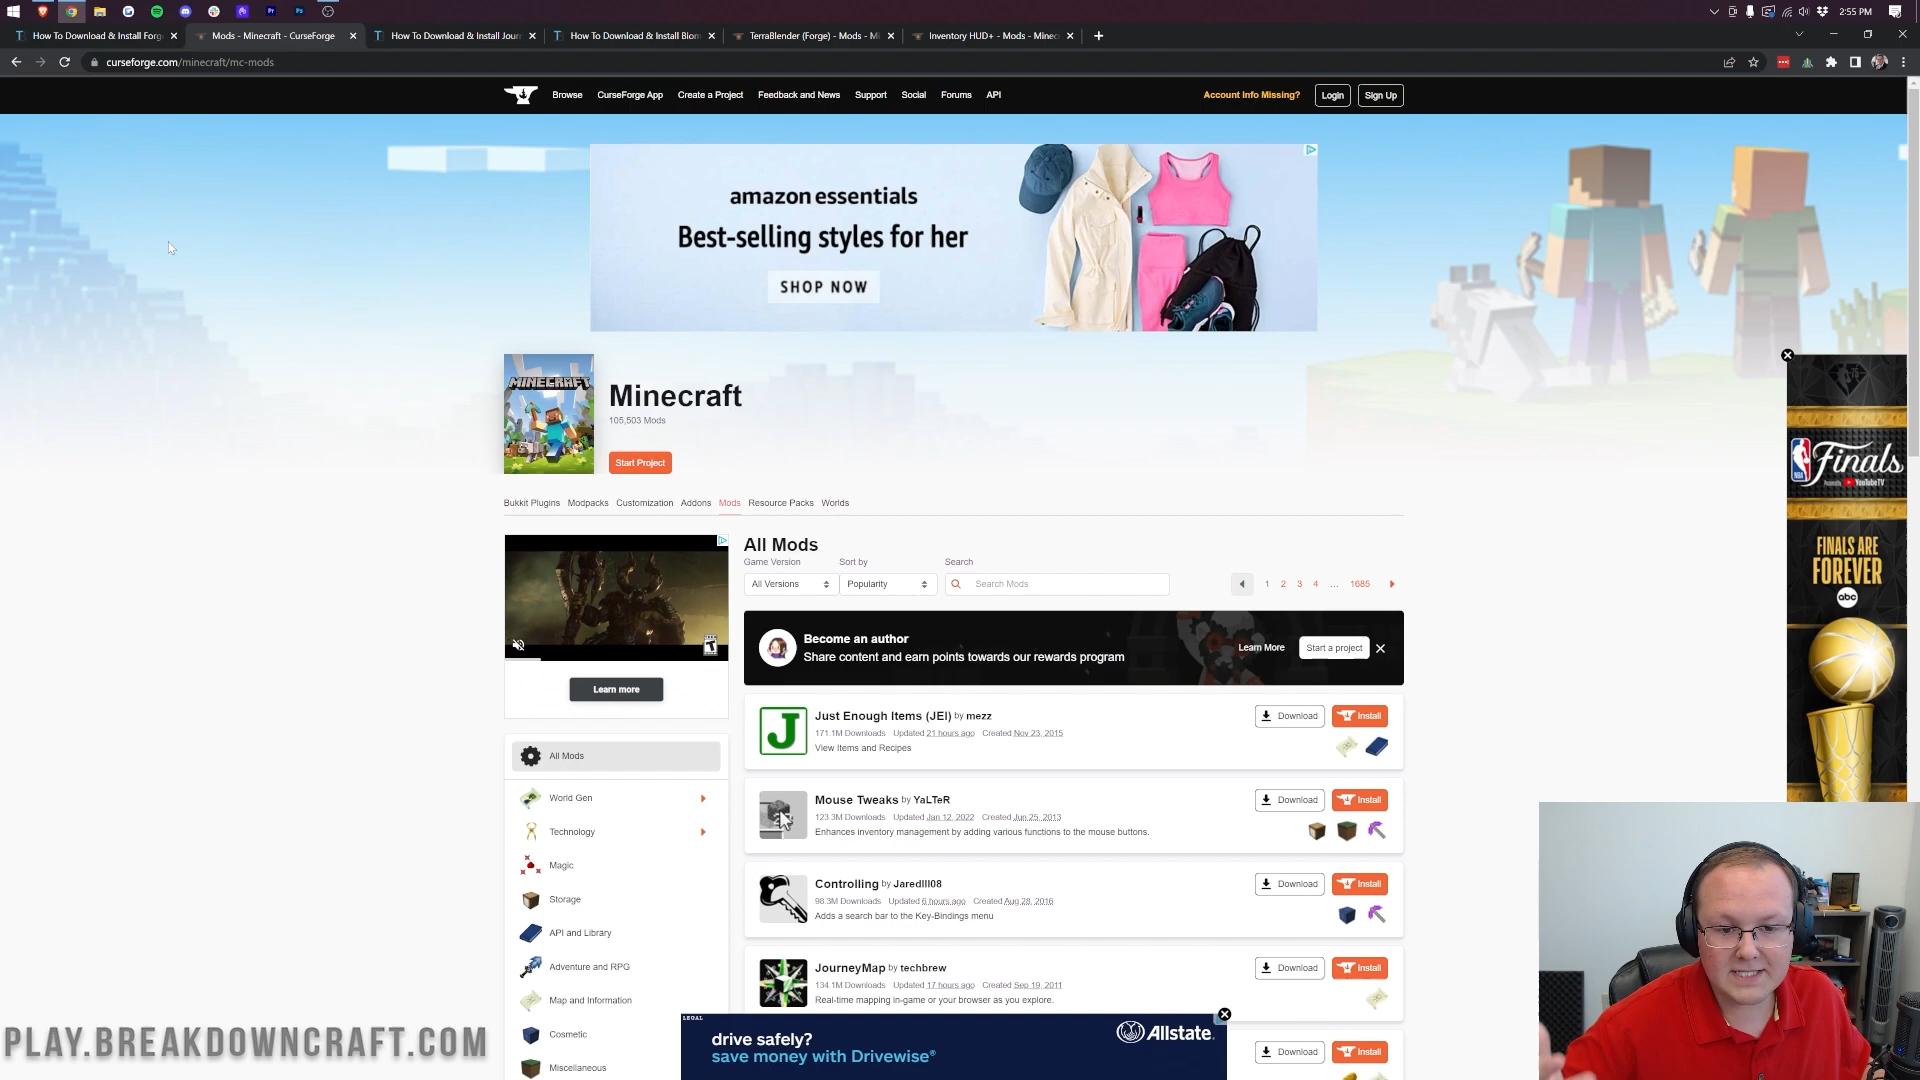 2:55 PM
How To Download & Install Forg
Mods - Minecraft - CurseForge
How To Download & Install Jour
How To Download & Install Biom
TerraBlender (Forge) - Mods - Mi
Inventory HUD+ - Mods - Minec
curseforge.com/minecraft/mc-mods
Browse
CurseForge App
Create a Project
Feedback and News
Support
Social
Forums
API
Account Info Missing?
Login
Sign Up
amazon essentials
Best-selling styles for her
SHOP NOW
MINECRAFT
Minecraft
105,503 Mods
Start Project
Bukkit Plugins
Modpacks
Customization
Addons
Mods
Resource Packs
Worlds
75
NBA
Finals
Presented by YouTubeTV
FINALS ARE
FOREVER
abc
Learn more
All Mods
World Gen
Technology
Magic
Storage
API and Library
Adventure and RPG
Map and Information
Cosmetic
Miscellaneous
All Mods
Game Version
Sort by
Search
All Versions
Popularity
Search Mods
1 2 3 4 … 1685
Become an author
Share content and earn points towards our rewards program
Learn More
Start a project
J
Just Enough Items (JEI) by mezz
171.1M Downloads Updated 21 hours ago Created Nov 23, 2015
View Items and Recipes
Download
Install
Mouse Tweaks by YaLTeR
123.3M Downloads Updated Jan 12, 2022 Created Jun 25, 2013
Enhances inventory management by adding various functions to the mouse buttons.
Download
Install
Controlling by Jaredlll08
98.3M Downloads Updated 6 hours ago Created Aug 28, 2016
Adds a search bar to the Key-Bindings menu
Download
Install
JourneyMap by techbrew
134.1M Downloads Updated 17 hours ago Created Sep 19, 2011
Real-time mapping in-game or your browser as you explore.
Download
Install
Download
Install
LEGAL
drive safely?
save money with Drivewise®
Allstate.
PLAY.BREAKDOWNCRAFT.COM